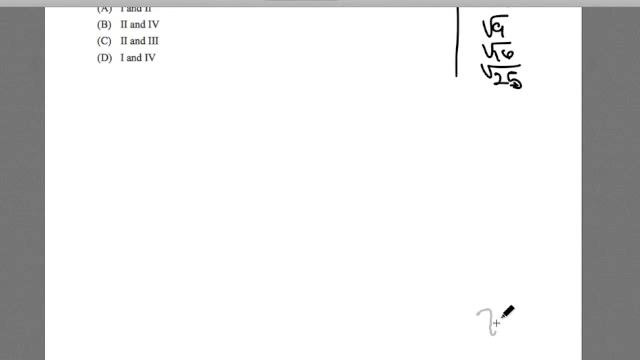 (A) I and II
(B) II and IV
(C) II and III
(D) I and IV
√9
√16
√25